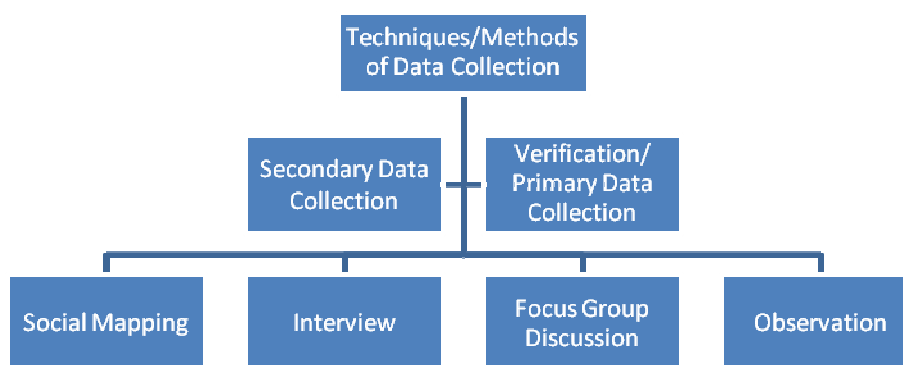 Techniques/Methods
of Data Collection
Secondary Data
Collection
Verification/
Primary Data
Collection
Social Mapping
Interview
Focus Group
Discussion
Observation